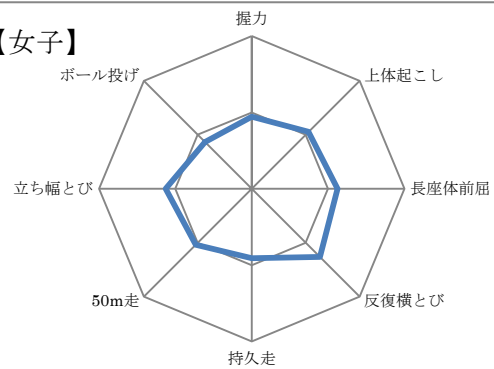 【女子】
握力
上体起こし
長座体前屈
反復横とび
持久走
50m走
立ち幅とび
ボール投げ